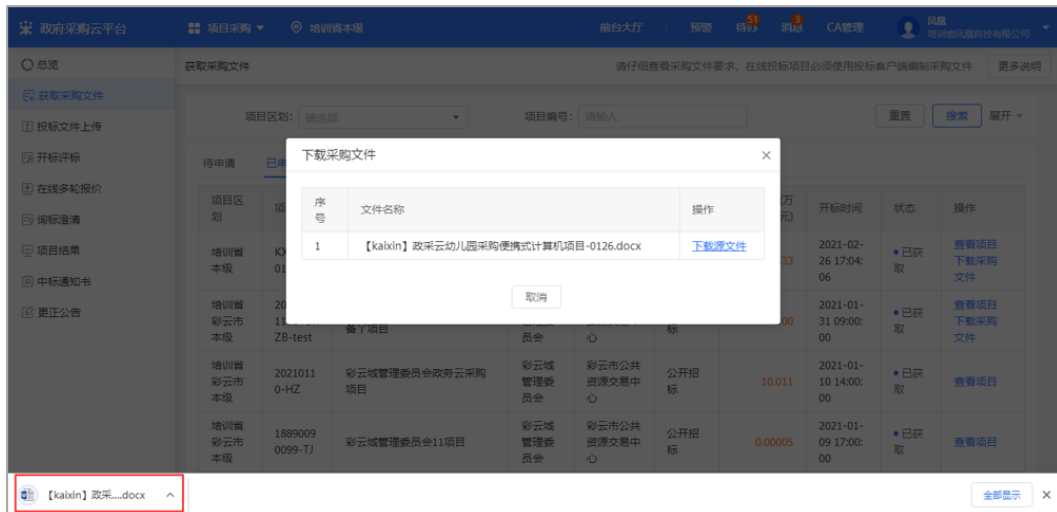 政府采购云平台
项目采购
培训省本级
前台大厅
预警
待办
51
消息
3
CA管理
凤凰
培训省凤凰科技有限公司
总览
获取采购文件
投标文件上传
开标评标
在线多轮报价
询标澄清
项目结果
中标通知书
更正公告
获取采购文件
请仔细查看采购文件要求，在线投标项目必须使用投标客户端编制采购文件
更多说明
项目区划：
请选择
项目编号：
请输入
重置
搜索
展开
待申请
下载采购文件
序
号
文件名称
操作
1
【kaixin】政采云幼儿园采购便携式计算机项目-0126.docx
下载源文件
取消
项目区
划
开标时间
状态
操作
培训省
本级
33
2021-02-
26 17:04:
06
已获
取
查看项目
下载采购
文件
培训省
彩云市
本级
ZB-test
备丫项目
员会
心
标
00
2021-01-
31 09:00:
00
已获
取
查看项目
下载采购
文件
培训省
彩云市
本级
2021011
0-HZ
彩云城管理委员会政务云采购
项目
彩云城
管理委
员会
彩云市公共
资源交易中
心
公开招
标
10.011
2021-01-
10 14:00:
00
已获
取
查看项目
培训省
彩云市
本级
1889009
0099-TJ
彩云城管理委员会11项目
彩云城
管理委
员会
彩云市公共
资源交易中
心
公开招
标
0.00005
2021-01-
09 17:00:
00
已获
取
查看项目
【kaixin】政采....docx
全部显示